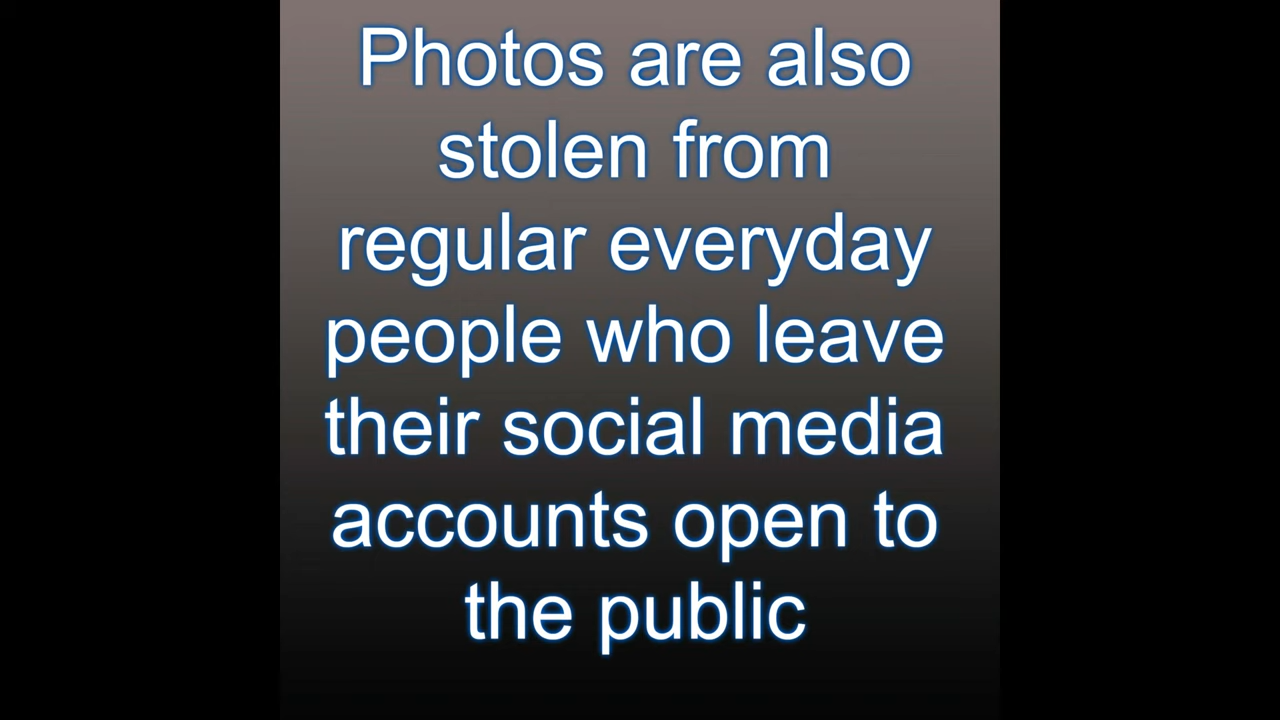 Photos are also
stolen from
regular everyday
people who leave
their social media
accounts open to
the public